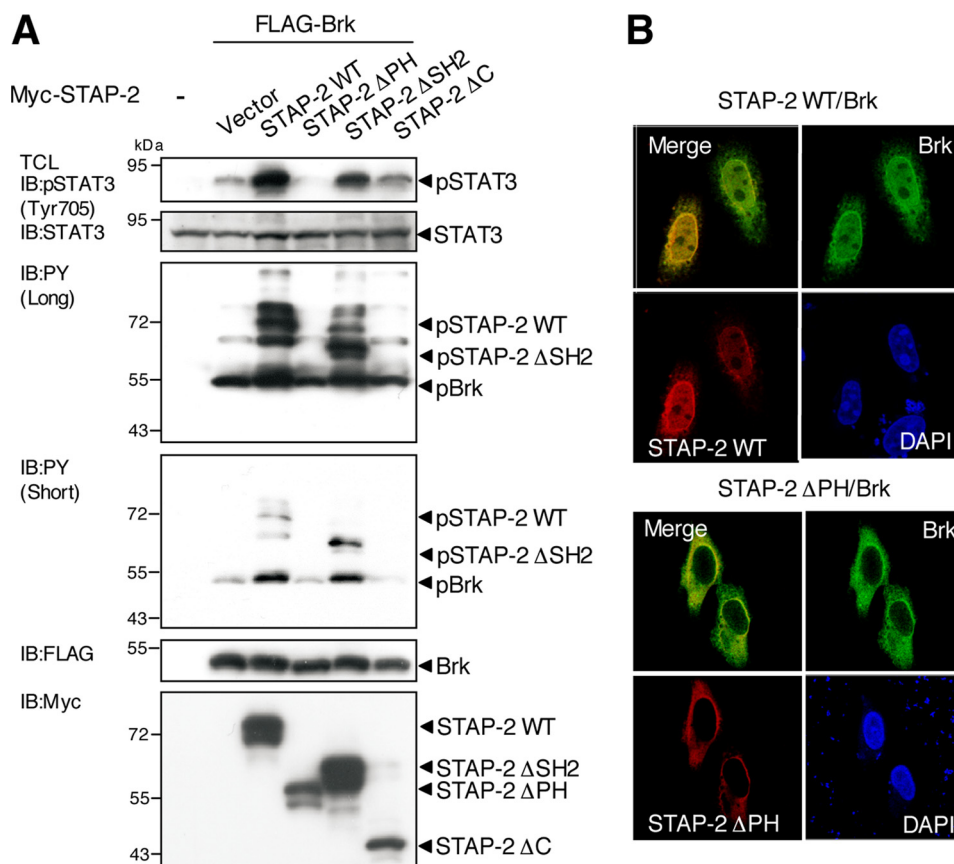 A
FLAG-Brk
Myc-STAP-2 - Vector STAP-2 WT STAP-2 ΔPH STAP-2 ΔSH2 STAP-2 ΔC
kDa
TCL
IB:pSTAT3
(Tyr705)
95
pSTAT3
IB:STAT3
95
STAT3
IB:PY
(Long)
72
55
43
pSTAP-2 WT
pSTAP-2 ΔSH2
pBrk
IB:PY
(Short)
72
55
43
pSTAP-2 WT
pSTAP-2 ΔSH2
pBrk
IB:FLAG
55
Brk
IB:Myc
72
55
43
STAP-2 WT
STAP-2 ΔSH2
STAP-2 ΔPH
STAP-2 ΔC
B
STAP-2 WT/Brk
Merge
Brk
STAP-2 WT
DAPI
STAP-2 ΔPH/Brk
Merge
Brk
STAP-2 ΔPH
DAPI